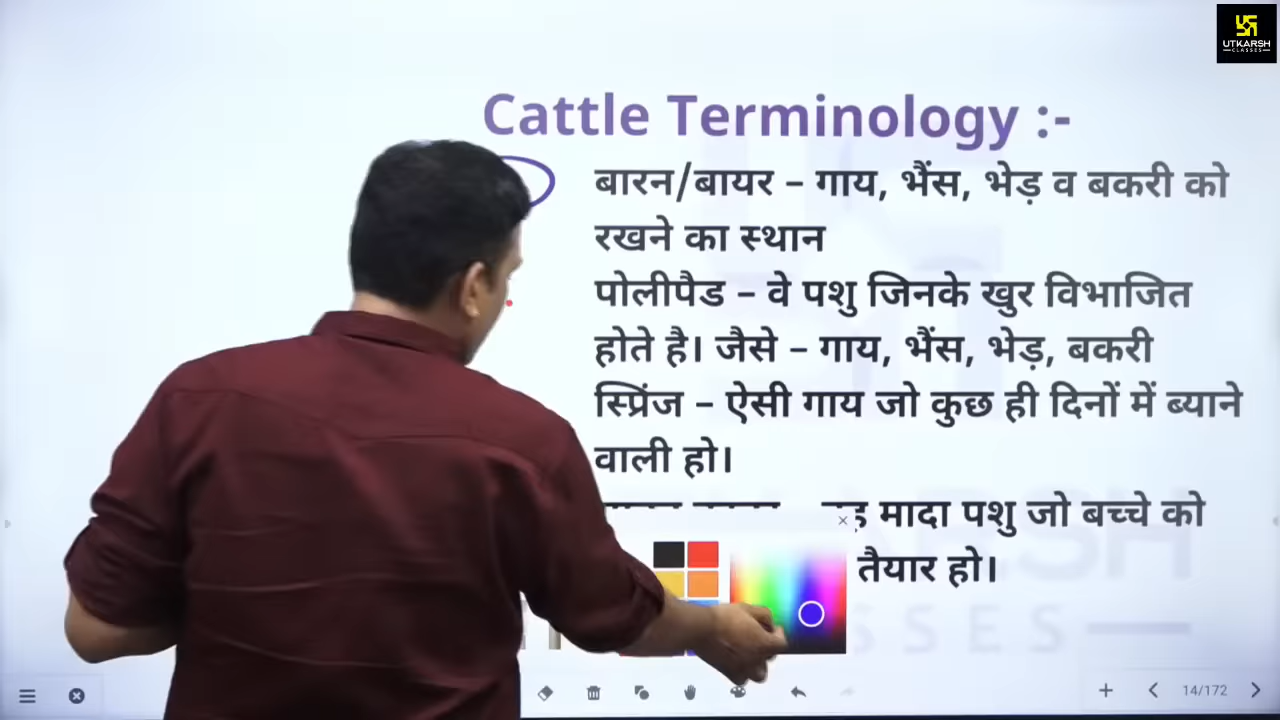 UTKARSH
CLASSES
Cattle Terminology :-
बारन/बायर – गाय, भैंस, भेड़ व बकरी को
रखने का स्थान
पोलीपैड – वे पशु जिनके खुर विभाजित
होते है। जैसे – गाय, भैंस, भेड़, बकरी
स्प्रिंज – ऐसी गाय जो कुछ ही दिनों में ब्याने
वाली हो।
मादा पशु जो बच्चे को
तैयार हो।
14/172